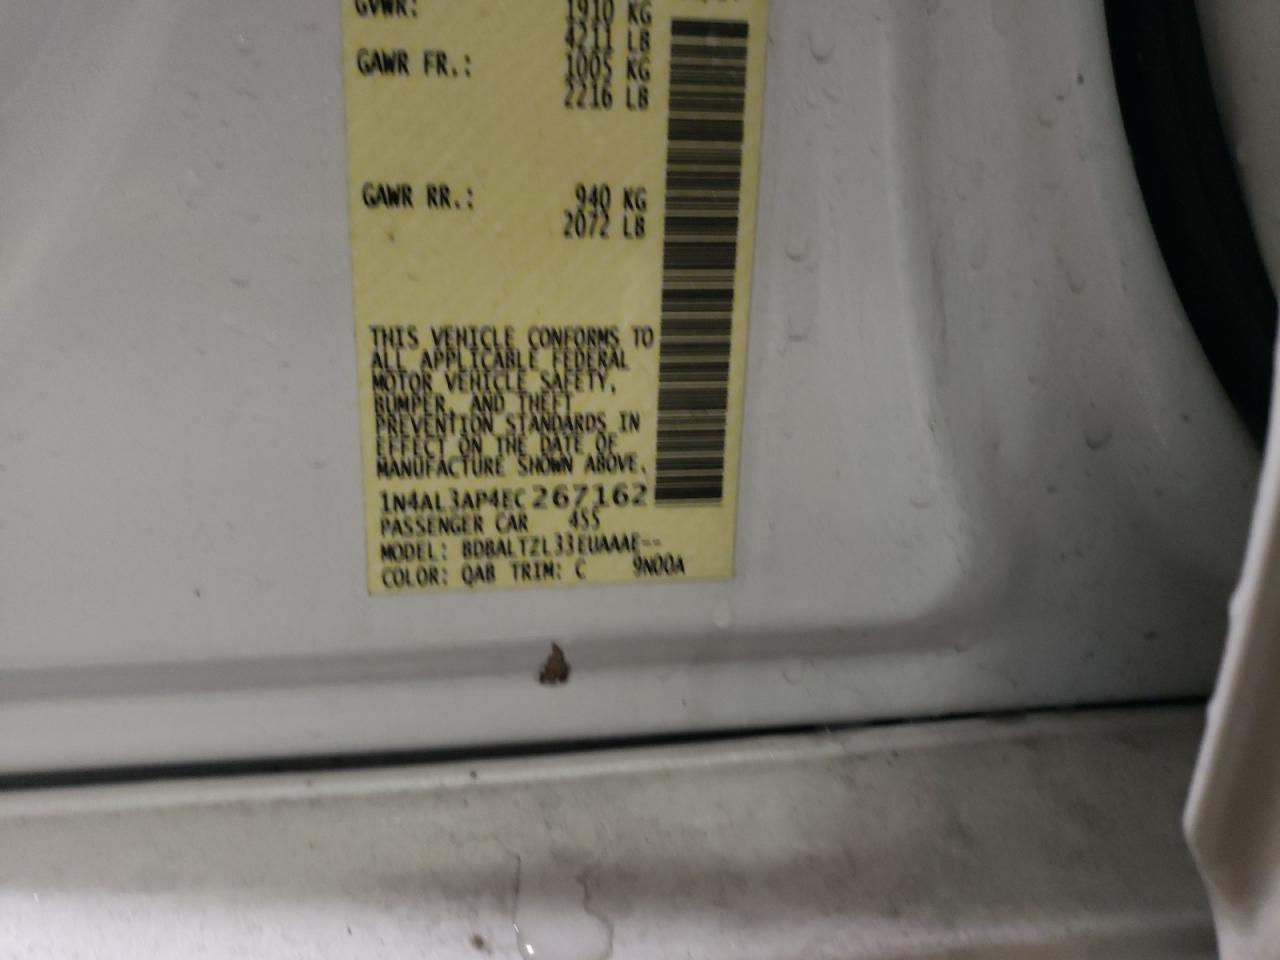 GVWR: 1910 KG
4211 LB
GAWR FR.: 1005 KG
2216 LB
GAWR RR.: 940 KG
2072 LB
THIS VEHICLE CONFORMS TO
ALL APPLICABLE FEDERAL
MOTOR VEHICLE SAFETY,
BUMPER, AND THEFT
PREVENTION STANDARDS IN
EFFECT ON THE DATE OF
MANUFACTURE SHOWN ABOVE.
1N4AL3AP4EC267162
PASSENGER CAR 4SS
MODEL: BDBALTZL33EUAAAE--
COLOR: QAB TRIM: C 9N00A